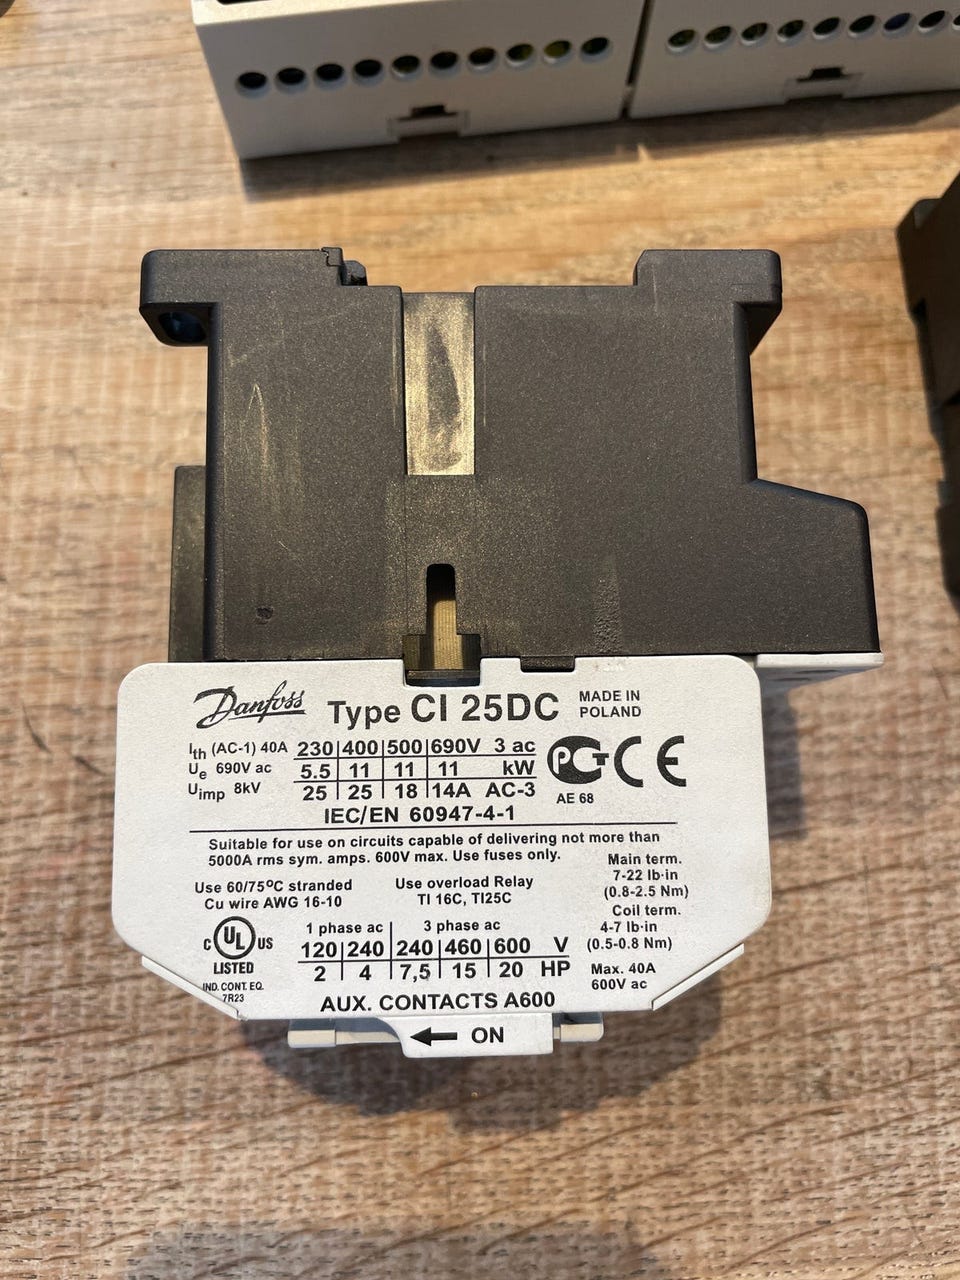 Danfoss Type CI 25DC MADE IN
POLAND
Ith (AC-1) 40A 230 400 500 690V 3 ac
Ue 690V ac 5.5 11 11 11 kW
Uimp 8kV 25 25 18 14A AC-3
PCT CE
AE 68
IEC/EN 60947-4-1
Suitable for use on circuits capable of delivering not more than
5000A rms sym. amps. 600V max. Use fuses only.
Use 60/75°C stranded
Cu wire AWG 16-10
Use overload Relay
TI 16C, TI25C
Main term.
7-22 lb·in
(0.8-2.5 Nm)
Coil term.
4-7 lb·in
(0.5-0.8 Nm)
Max. 40A
600V ac
C UL US
LISTED
IND. CONT. EQ.
7R23
1 phase ac 3 phase ac
120 240 240 460 600 V
2 4 7,5 15 20 HP
AUX. CONTACTS A600
← ON